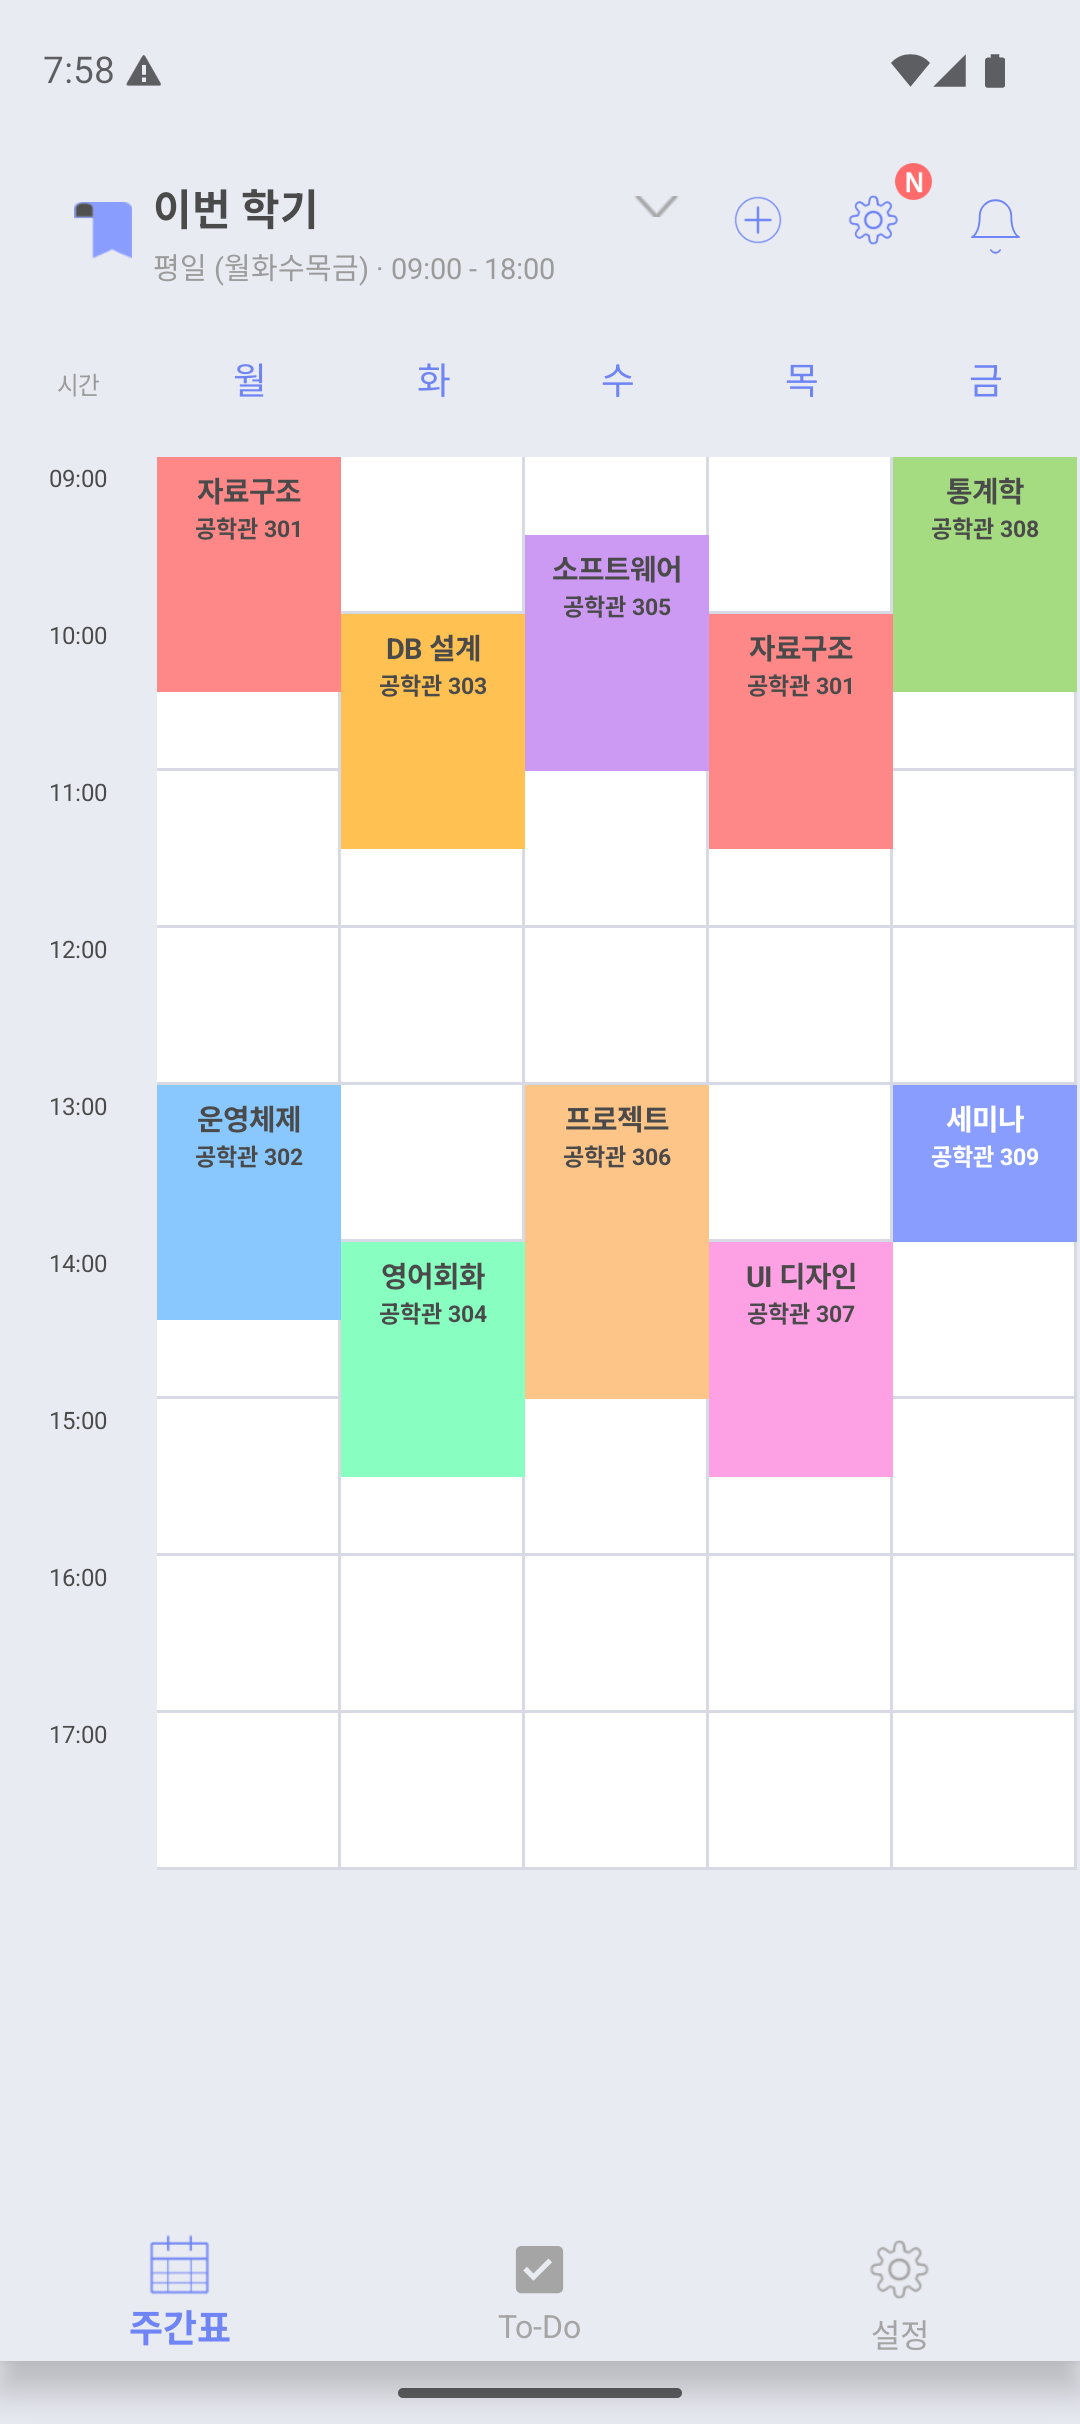 7:58
이번 학기
N
평일 (월화수목금) · 09:00 - 18:00
시간 월 화 수 목 금
09:00
자료구조
공학관 301
통계학
공학관 308
소프트웨어
공학관 305
10:00
DB 설계
공학관 303
자료구조
공학관 301
11:00
12:00
13:00
운영체제
공학관 302
프로젝트
공학관 306
세미나
공학관 309
14:00
영어회화
공학관 304
UI 디자인
공학관 307
15:00
16:00
17:00
주간표 To-Do 설정